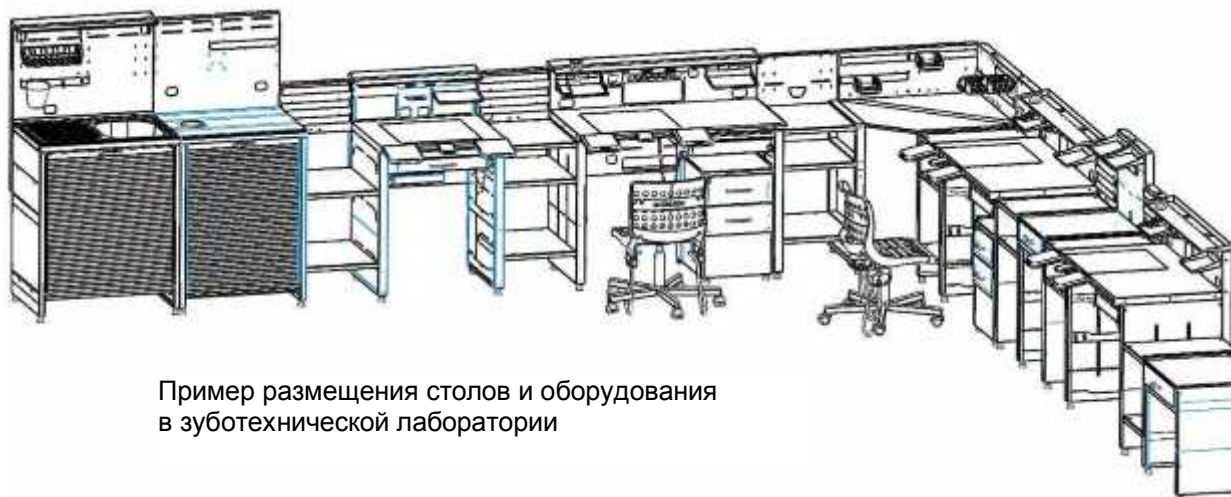 Пример размещения столов и оборудования
в зуботехнической лаборатории